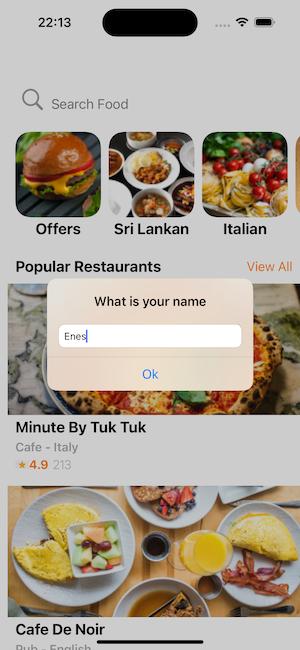 22:13
Search Food
Offers
Sri Lankan
Italian
Popular Restaurants
View All
What is your name
Enes
Ok
Minute By Tuk Tuk
Cafe - Italy
4.9 213
Cafe De Noir
Pub - English